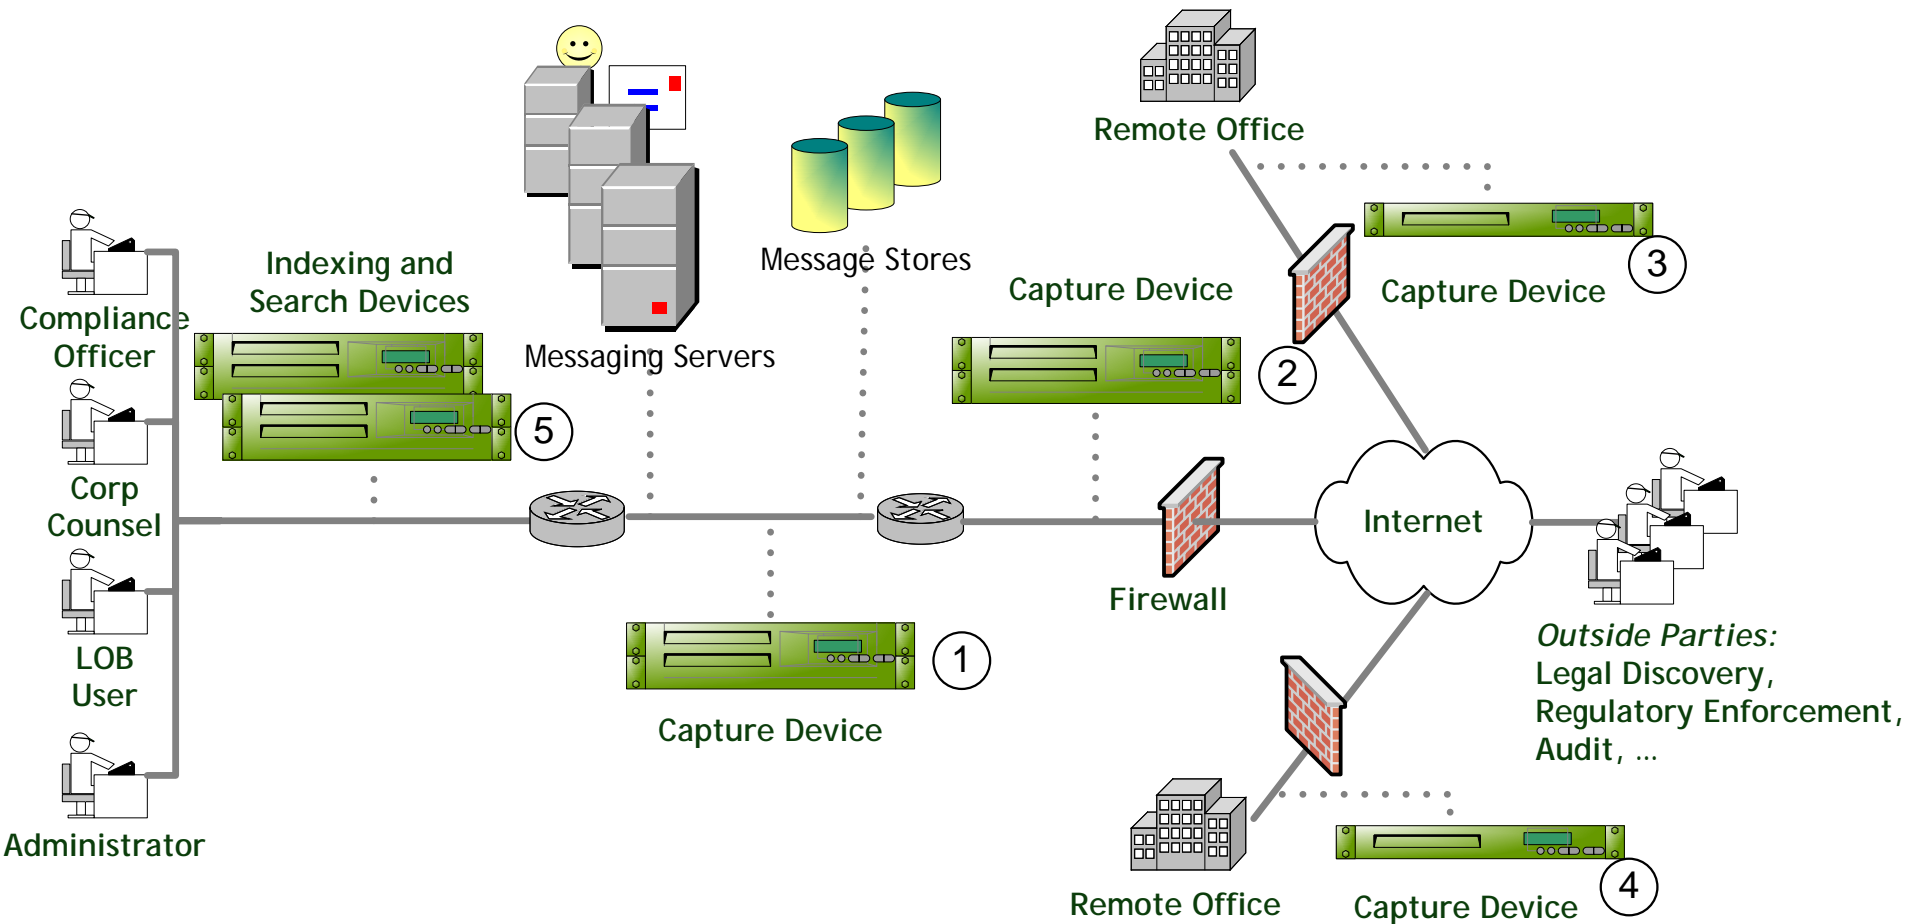 Remote Office
3
Capture Device
Message Stores
Capture Device
2
Messaging Servers
Indexing and
Search Devices
5
Compliance
Officer
Corp
Counsel
LOB
User
Administrator
1
Capture Device
Firewall
Internet
Outside Parties:
Legal Discovery,
Regulatory Enforcement,
Audit, ...
Remote Office
4
Capture Device